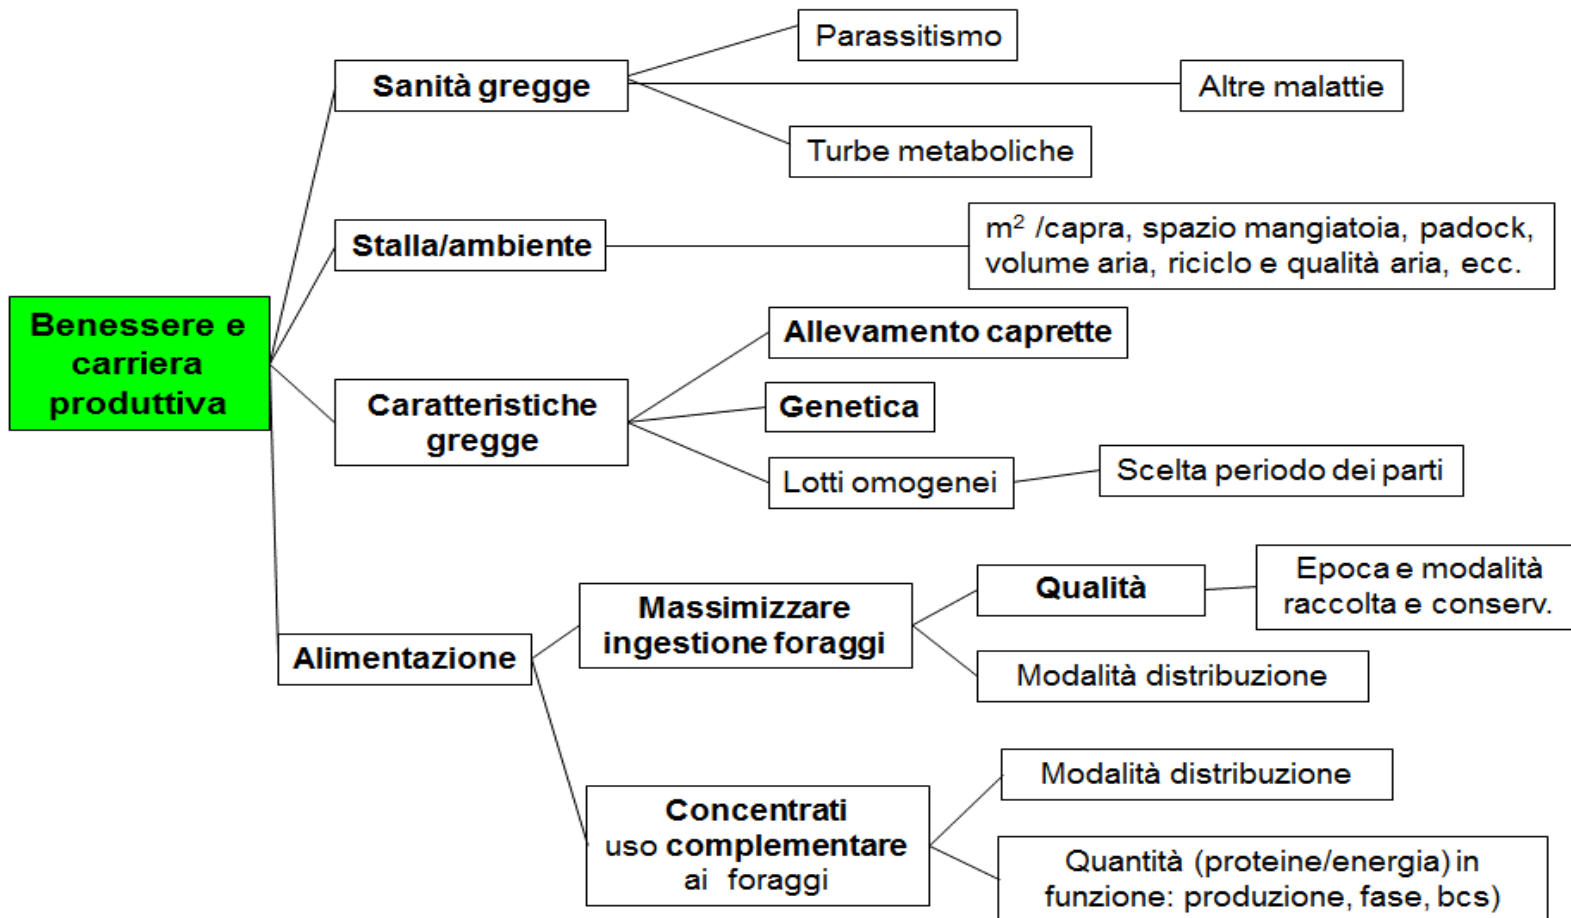 Parassitismo
Sanità gregge
Altre malattie
Turbe metaboliche
Stalla/ambiente
m² /capra, spazio mangiatoia, padock,
volume aria, riciclo e qualità aria, ecc.
Benessere e
carriera
produttiva
Allevamento caprette
Caratteristiche
gregge
Genetica
Lotti omogenei
Scelta periodo dei parti
Alimentazione
Massimizzare
ingestione foraggi
Qualità
Epoca e modalità
raccolta e conserv.
Modalità distribuzione
Concentrati
uso complementare
ai foraggi
Modalità distribuzione
Quantità (proteine/energia) in
funzione: produzione, fase, bcs)